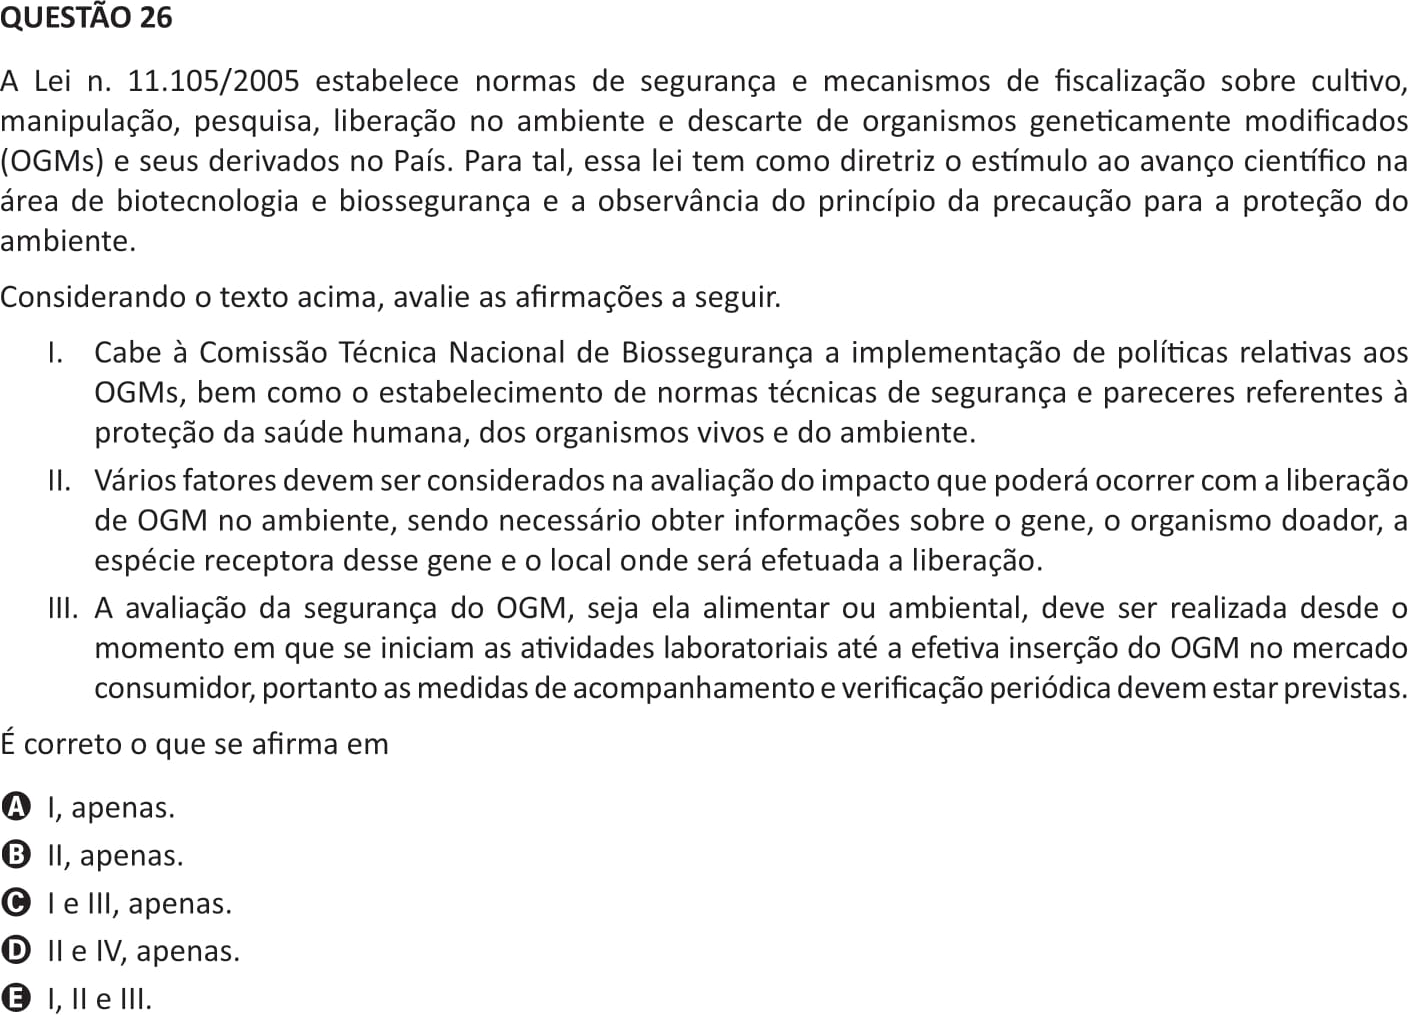 QUESTÃO 26
A Lei n. 11.105/2005 estabelece normas de segurança e mecanismos de fiscalização sobre cultivo,
manipulação, pesquisa, liberação no ambiente e descarte de organismos geneticamente modificados
(OGMs) e seus derivados no País. Para tal, essa lei tem como diretriz o estímulo ao avanço científico na
área de biotecnologia e biossegurança e a observância do princípio da precaução para a proteção do
ambiente.
Considerando o texto acima, avalie as afirmações a seguir.
I. Cabe à Comissão Técnica Nacional de Biossegurança a implementação de políticas relativas aos
OGMs, bem como o estabelecimento de normas técnicas de segurança e pareceres referentes à
proteção da saúde humana, dos organismos vivos e do ambiente.
II. Vários fatores devem ser considerados na avaliação do impacto que poderá ocorrer com a liberação
de OGM no ambiente, sendo necessário obter informações sobre o gene, o organismo doador, a
espécie receptora desse gene e o local onde será efetuada a liberação.
III. A avaliação da segurança do OGM, seja ela alimentar ou ambiental, deve ser realizada desde o
momento em que se iniciam as atividades laboratoriais até a efetiva inserção do OGM no mercado
consumidor, portanto as medidas de acompanhamento e verificação periódica devem estar previstas.
É correto o que se afirma em
A I, apenas.
B II, apenas.
C I e III, apenas.
D II e IV, apenas.
E I, II e III.